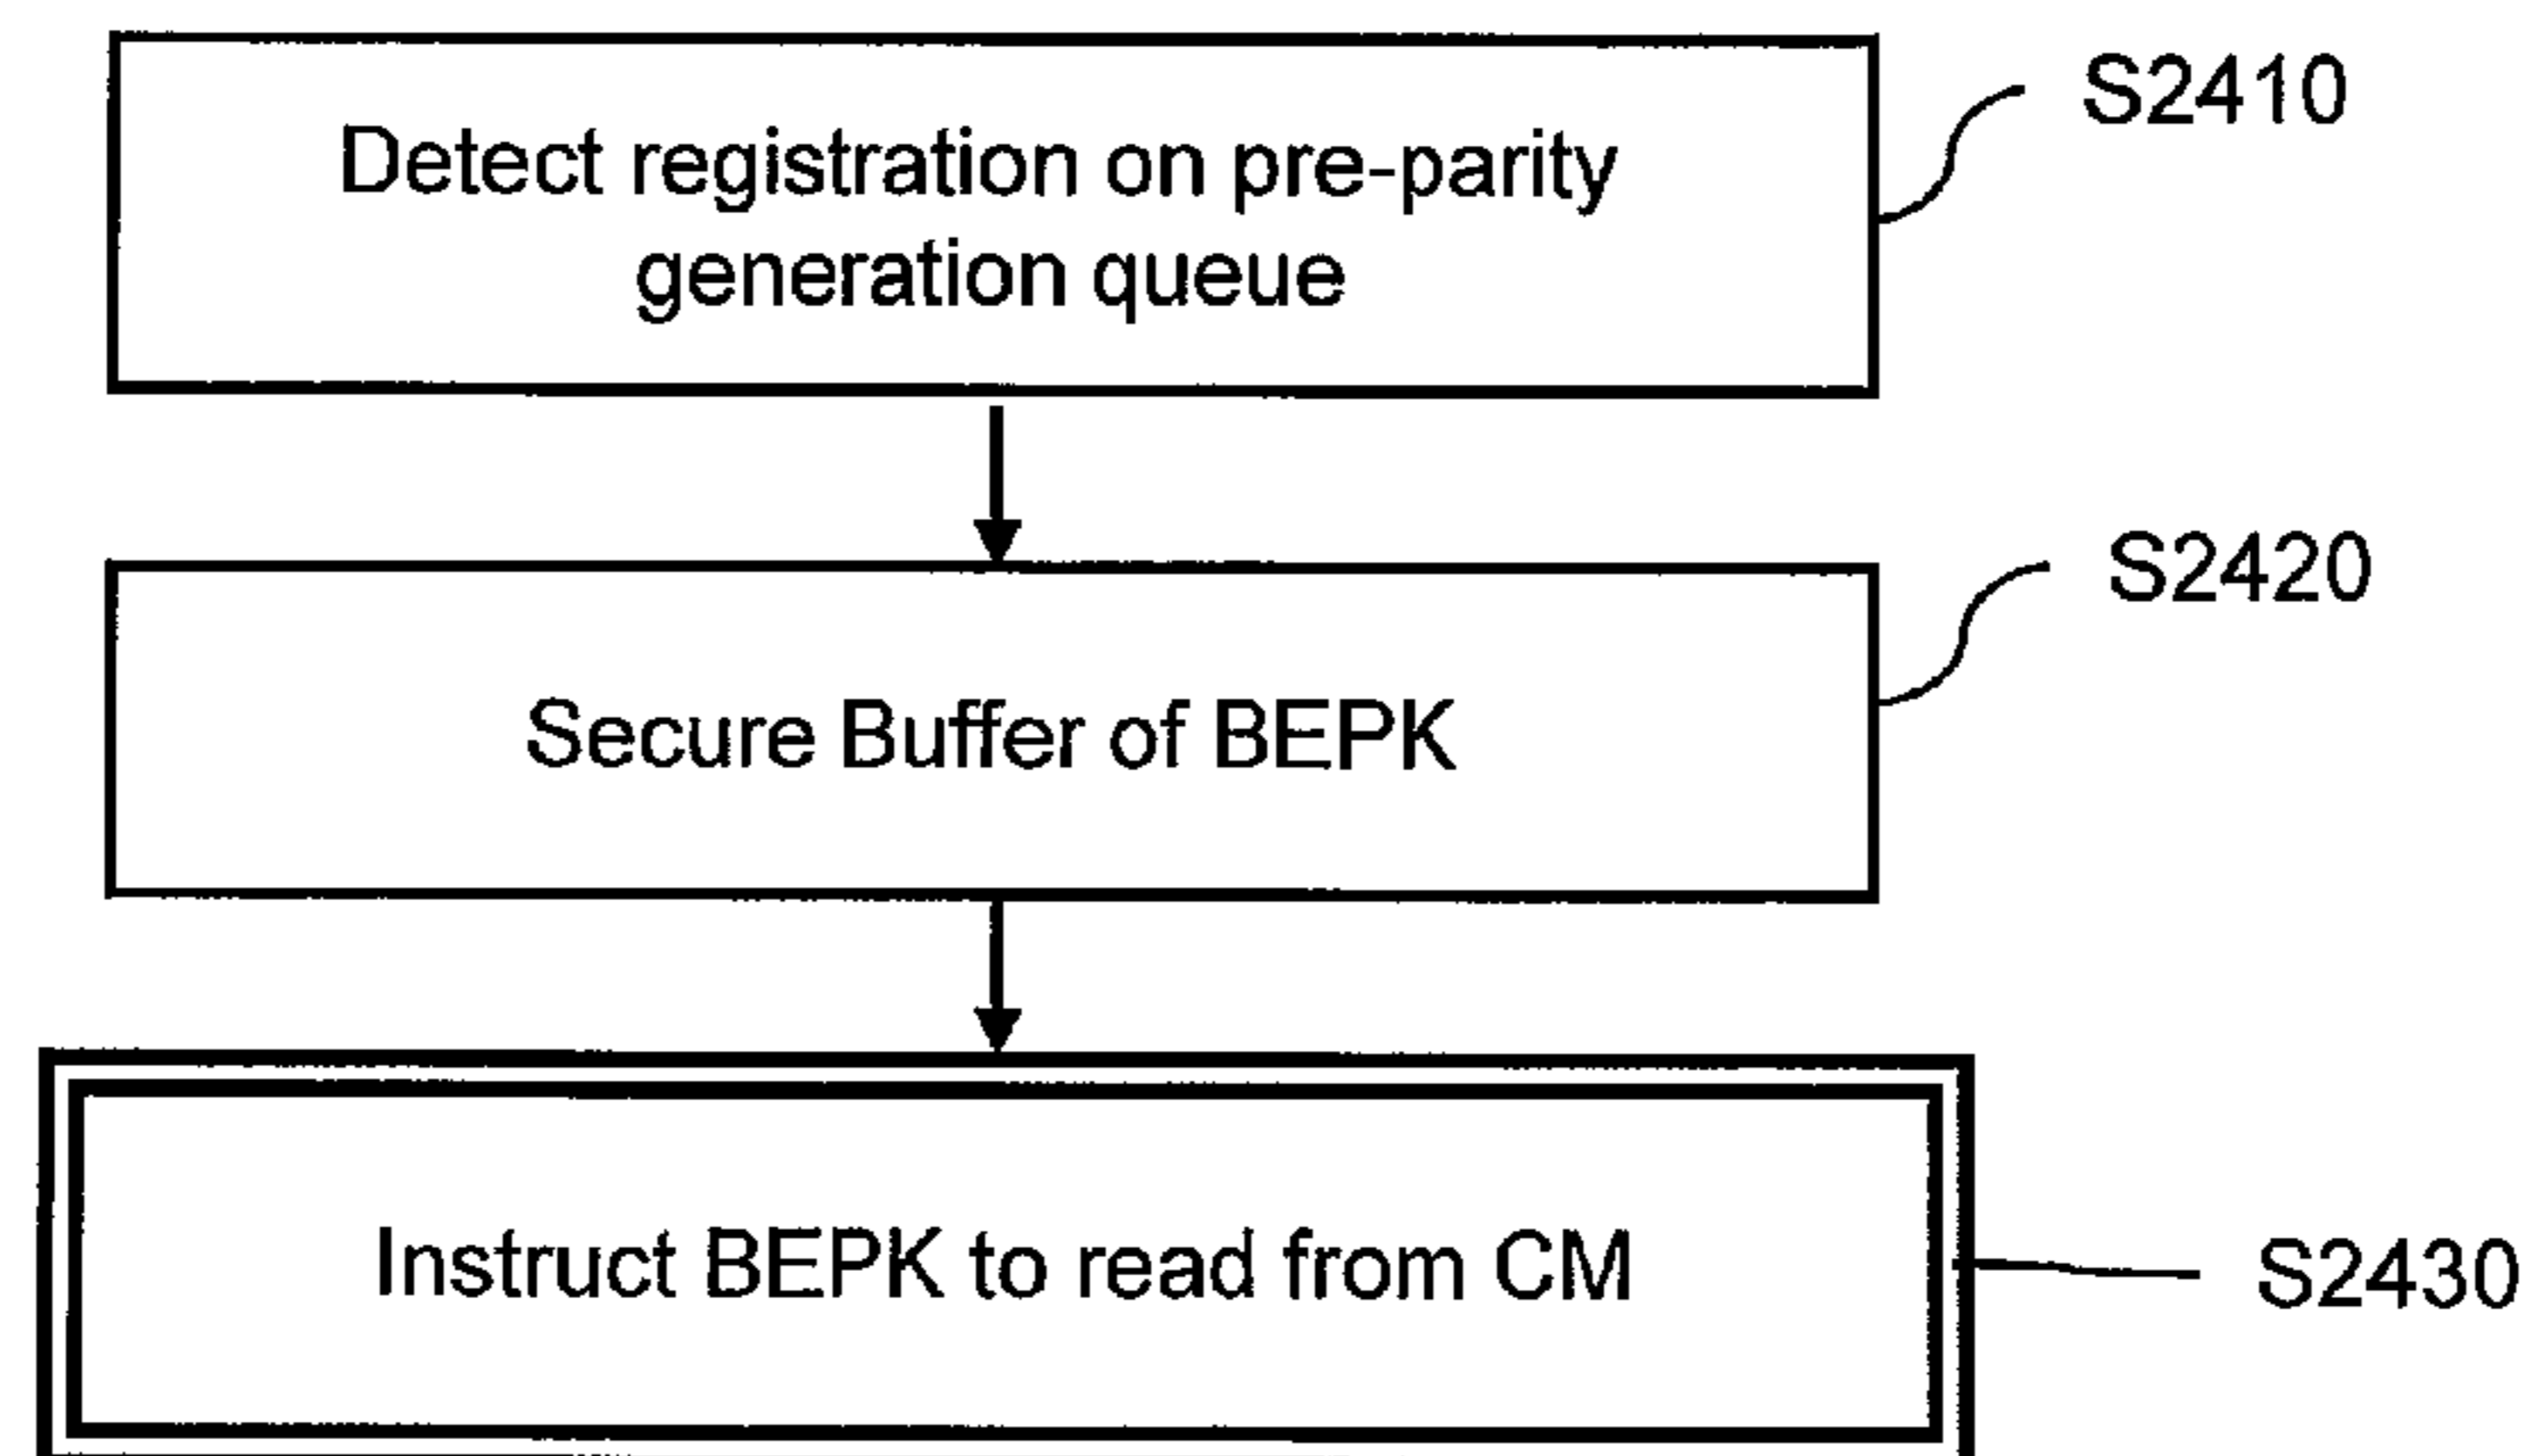 Detect registration on pre-parity
generation queue
S2410
Secure Buffer of BEPK
S2420
Instruct BEPK to read from CM
S2430